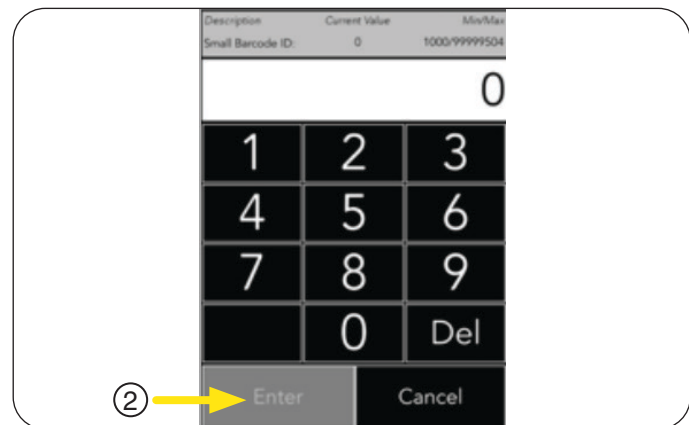 Description Current Value Min/Max
Small Barcode ID: 0 1000/99999504
0
1 2 3
4 5 6
7 8 9
0 Del
2 Enter Cancel